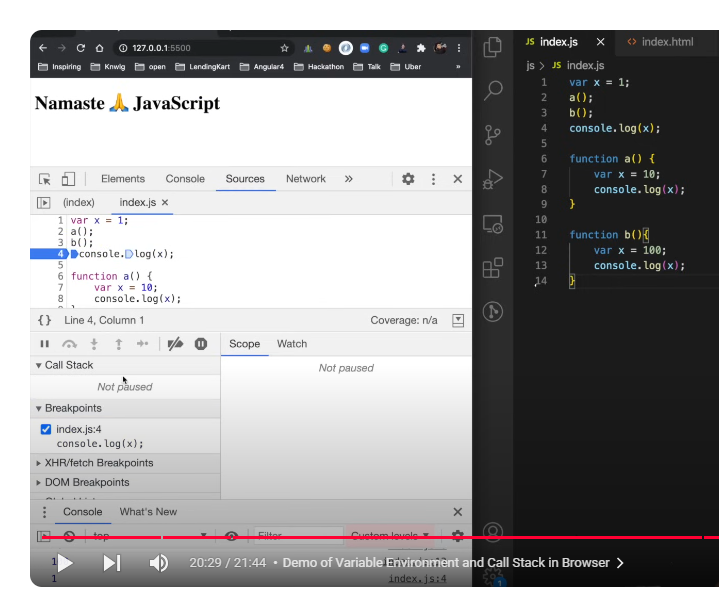 127.0.0.1:5500
Inspiring Knwlg open LendingKart Angular4 Hackathon Talk Uber »
Namaste 🙏 JavaScript
Elements Console Sources Network »
(index) index.js ×
1 var x = 1;
2 a();
3 b();
4 console.log(x);
5
6 function a() {
7 var x = 10;
8 console.log(x);
{} Line 4, Column 1 Coverage: n/a
Scope Watch
Call Stack
Not paused
Not paused
Breakpoints
index.js:4
console.log(x);
XHR/fetch Breakpoints
DOM Breakpoints
Console What's New
top Filter Custom levels
1
1 index.js:4
20:29 / 21:44 • Demo of Variable Environment and Call Stack in Browser
JS index.js × <> index.html
js > JS index.js
1 var x = 1;
2 a();
3 b();
4 console.log(x);
5
6 function a() {
7 var x = 10;
8 console.log(x);
9 }
10
11 function b(){
12 var x = 100;
13 console.log(x);
14 }
1